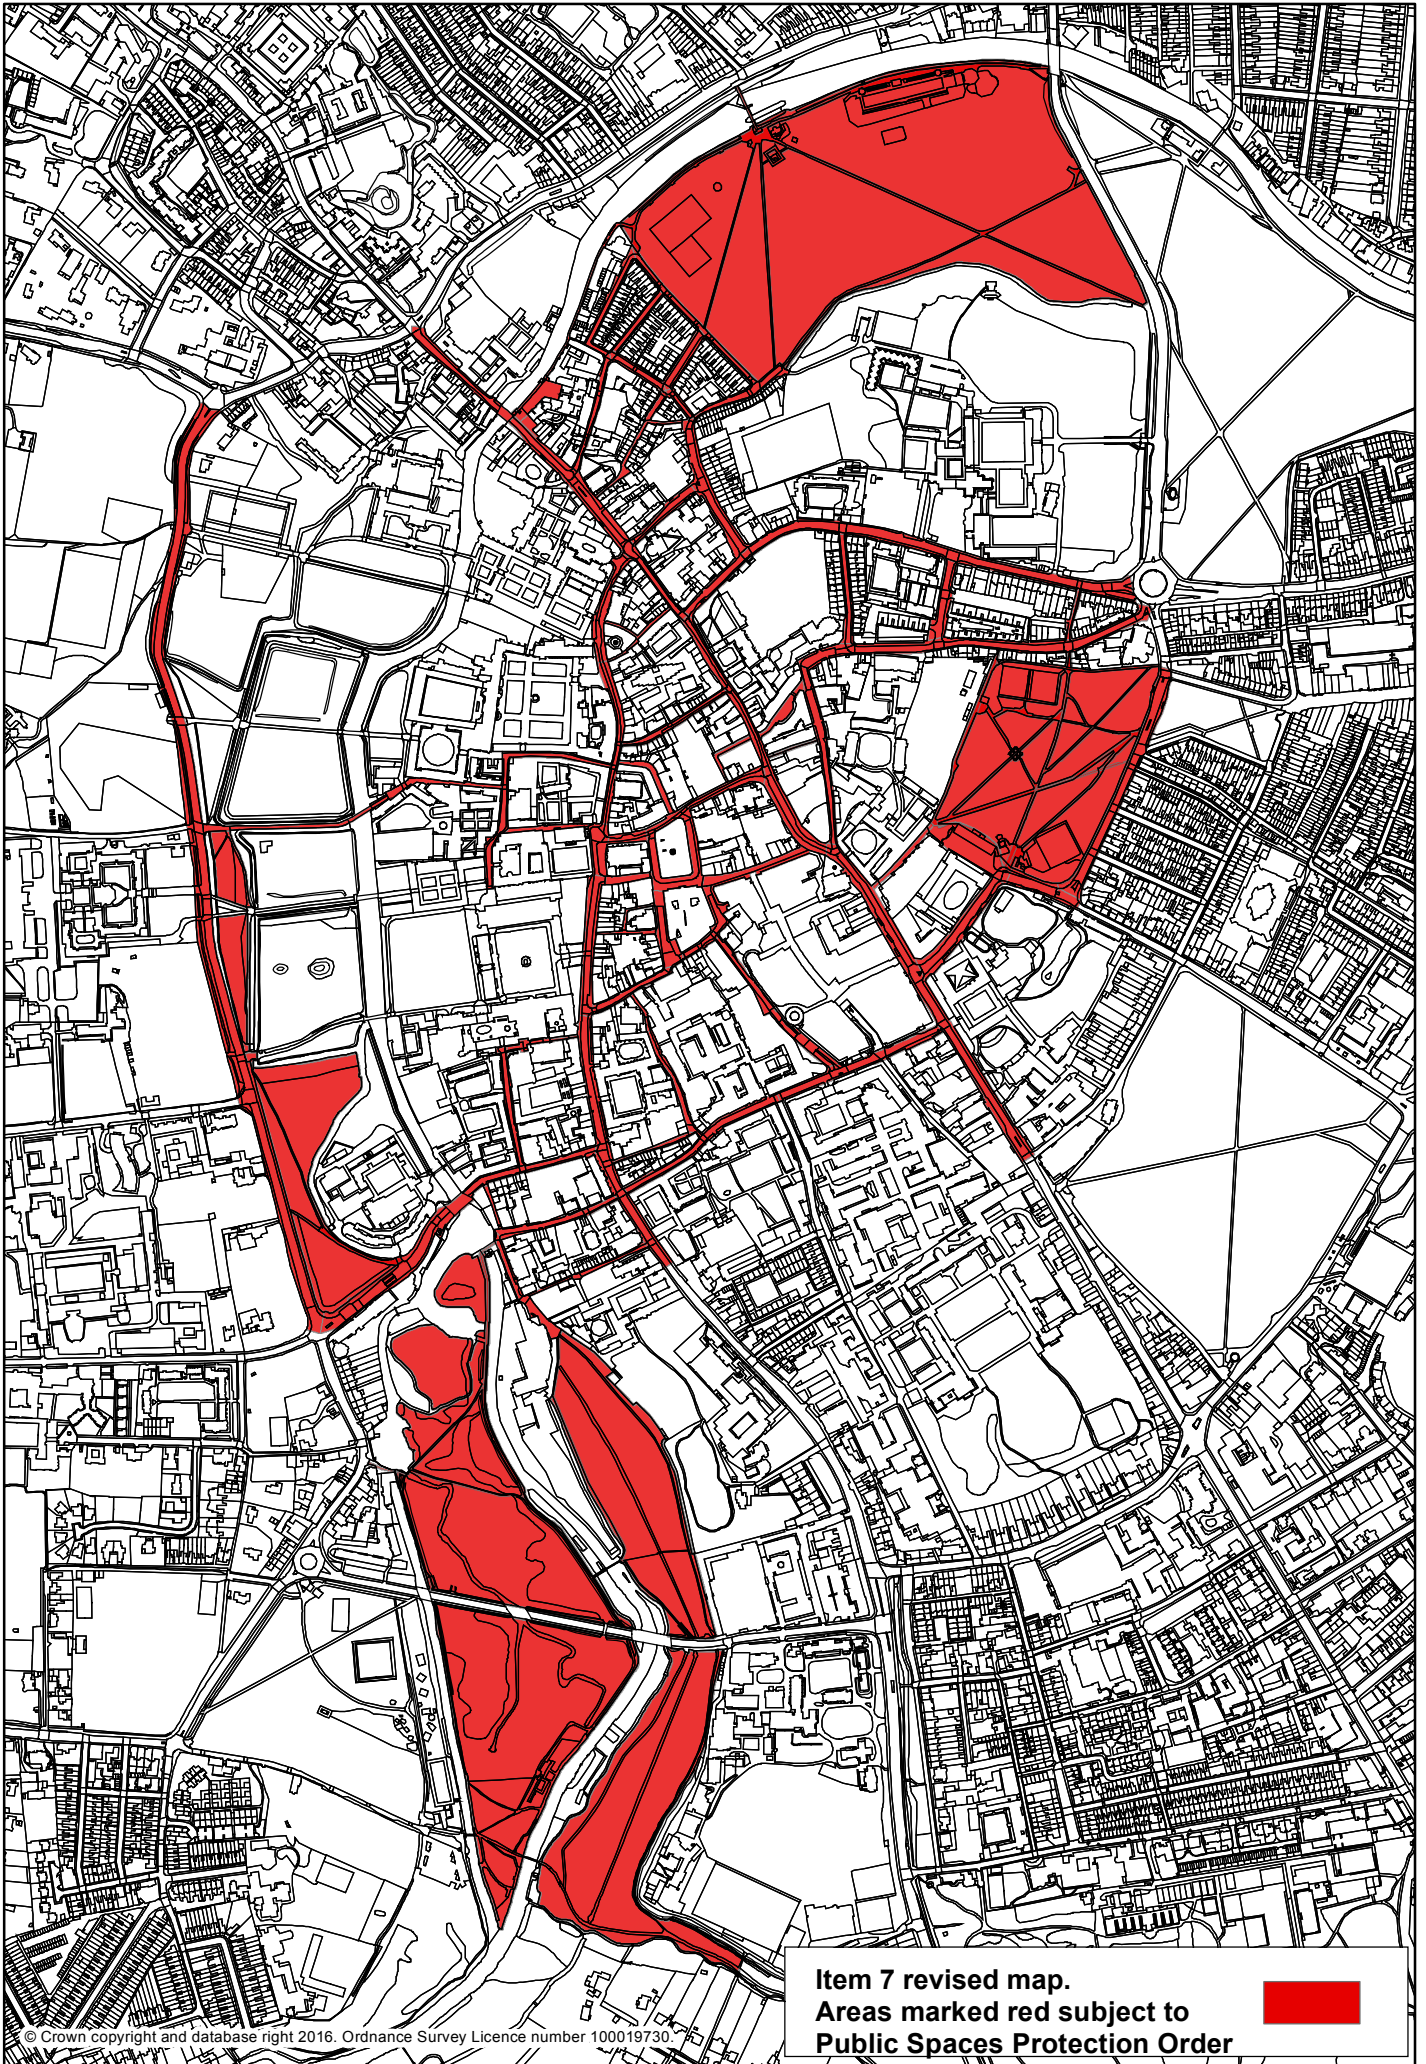 Item 7 revised map.
Areas marked red subject to
Public Spaces Protection Order
© Crown copyright and database right 2016. Ordnance Survey Licence number 100019730.